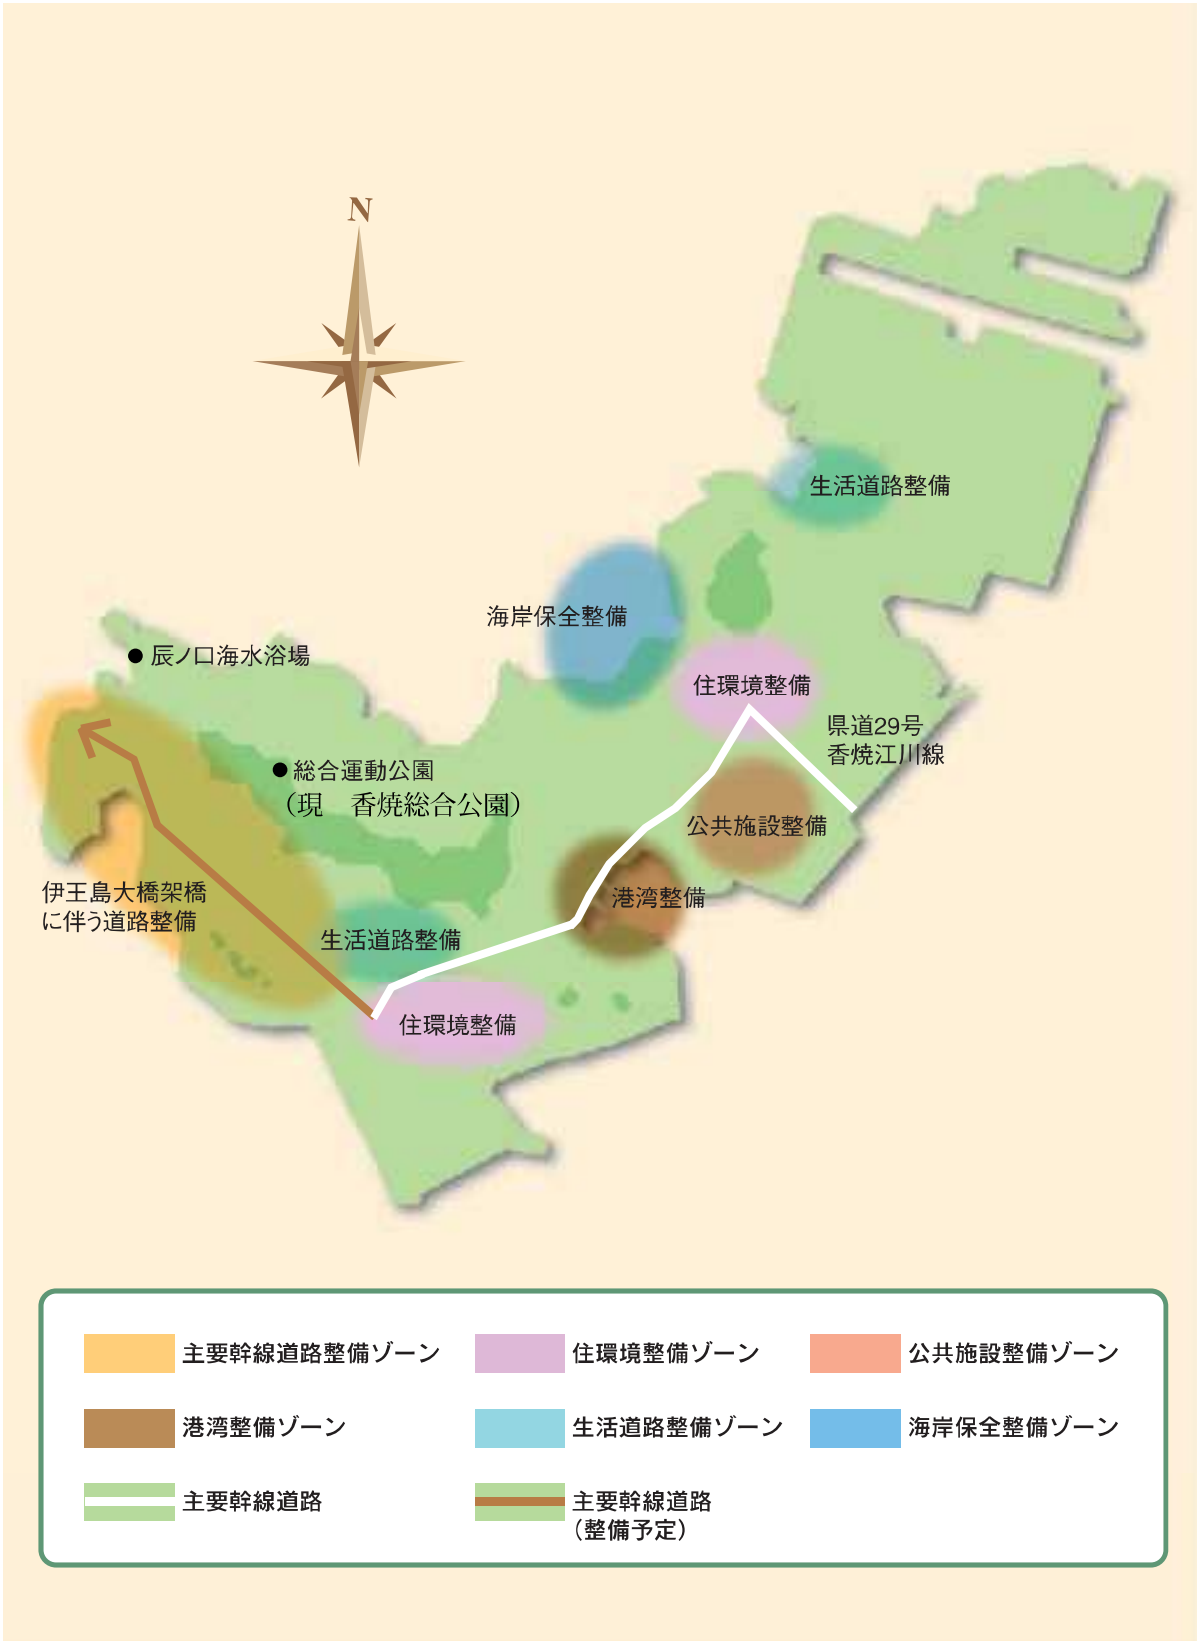 N
生活道路整備
海岸保全整備
辰ノ口海水浴場
住環境整備
県道29号
香焼江川線
総合運動公園
（現　香焼総合公園）
公共施設整備
港湾整備
伊王島大橋架橋
に伴う道路整備
生活道路整備
住環境整備
主要幹線道路整備ゾーン
住環境整備ゾーン
公共施設整備ゾーン
港湾整備ゾーン
生活道路整備ゾーン
海岸保全整備ゾーン
主要幹線道路
主要幹線道路
（整備予定）